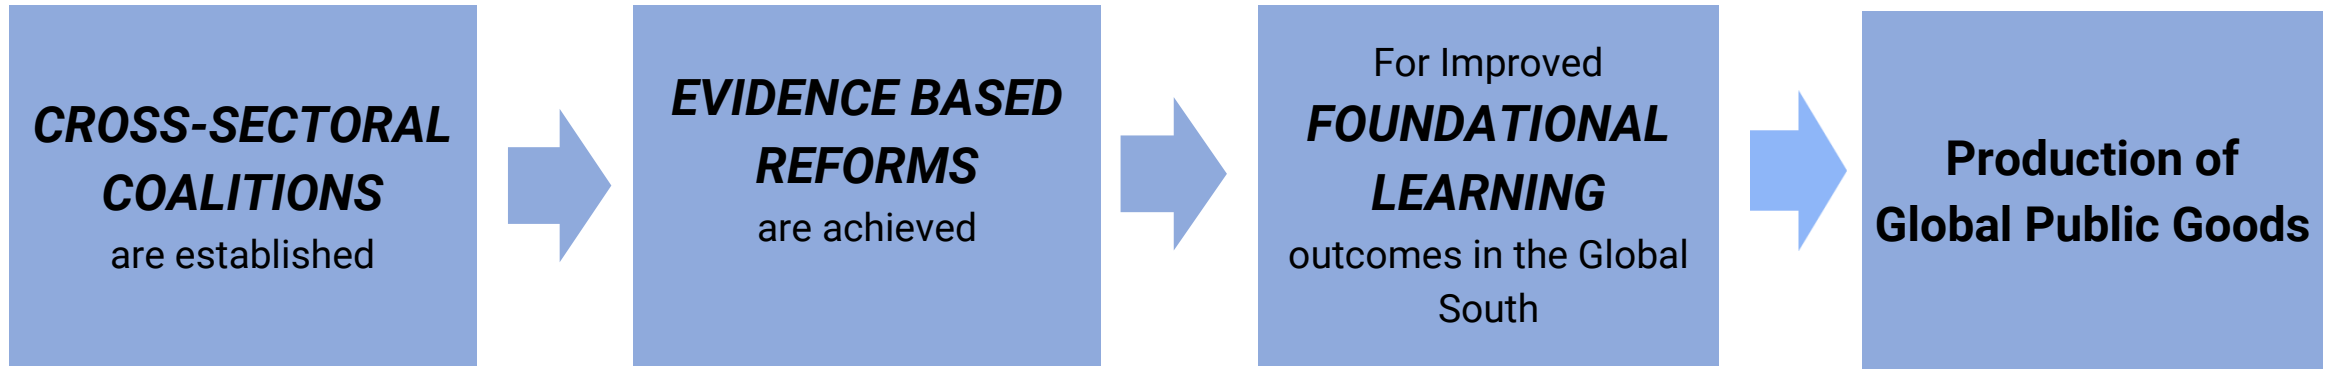 CROSS-SECTORAL
COALITIONS
are established
EVIDENCE BASED
REFORMS
are achieved
For Improved
FOUNDATIONAL
LEARNING
outcomes in the Global
South
Production of
Global Public Goods